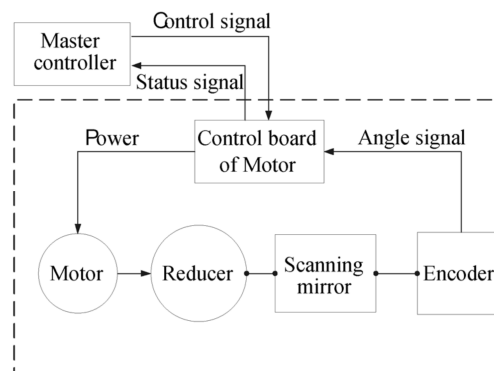 Control signal
Master
controller
Status signal
Power
Control board
of Motor
Angle signal
Motor
Reducer
Scanning
mirror
Encoder